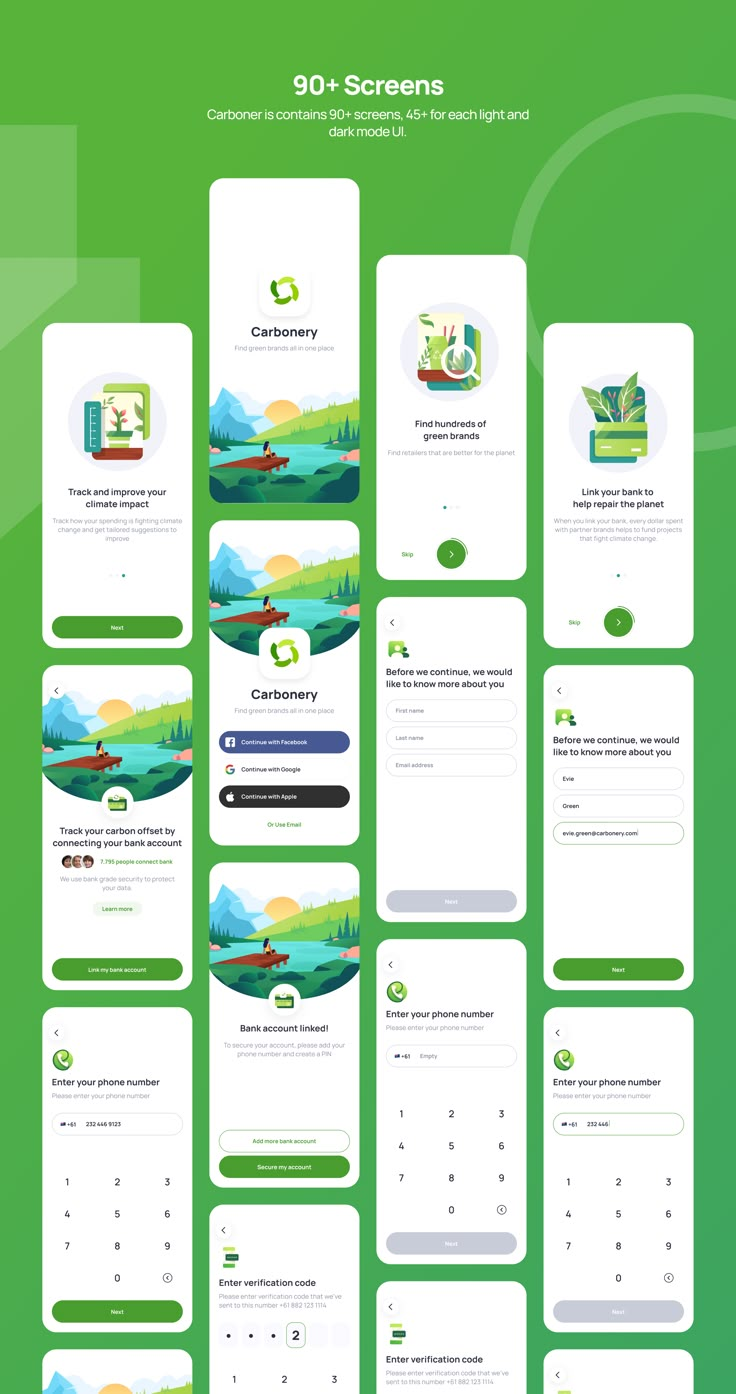 90+ Screens
Carboner is contains 90+ screens, 45+ for each light and
dark mode UI.
Track and improve your
climate impact
Track how your spending is fighting climate
change and get tailored suggestions to
improve
Next
Track your carbon offset by
connecting your bank account
7,795 people connect bank
We use bank grade security to protect
your data.
Learn more
Link my bank account
Enter your phone number
Please enter your phone number
+61 232 446 9123
1 2 3
4 5 6
7 8 9
0
Next
Carbonery
Find green brands all in one place
Carbonery
Find green brands all in one place
Continue with Facebook
Continue with Google
Continue with Apple
Or Use Email
Bank account linked!
To secure your account, please add your
phone number and create a PIN
Add more bank account
Secure my account
Enter verification code
Please enter verification code that we've
sent to this number +61 882 123 1114
2
1 2 3
Find hundreds of
green brands
Find retailers that are better for the planet
Skip
Before we continue, we would
like to know more about you
First name
Last name
Email address
Next
Enter your phone number
Please enter your phone number
+61 Empty
1 2 3
4 5 6
7 8 9
0
Next
Enter verification code
Please enter verification code that we've
sent to this number +61 882 123 1114
Link your bank to
help repair the planet
When you link your bank, every dollar spent
with partner brands helps to fund projects
that fight climate change.
Skip
Before we continue, we would
like to know more about you
Evie
Green
evie.green@carbonery.com
Next
Enter your phone number
Please enter your phone number
+61 232 446
1 2 3
4 5 6
7 8 9
0
Next